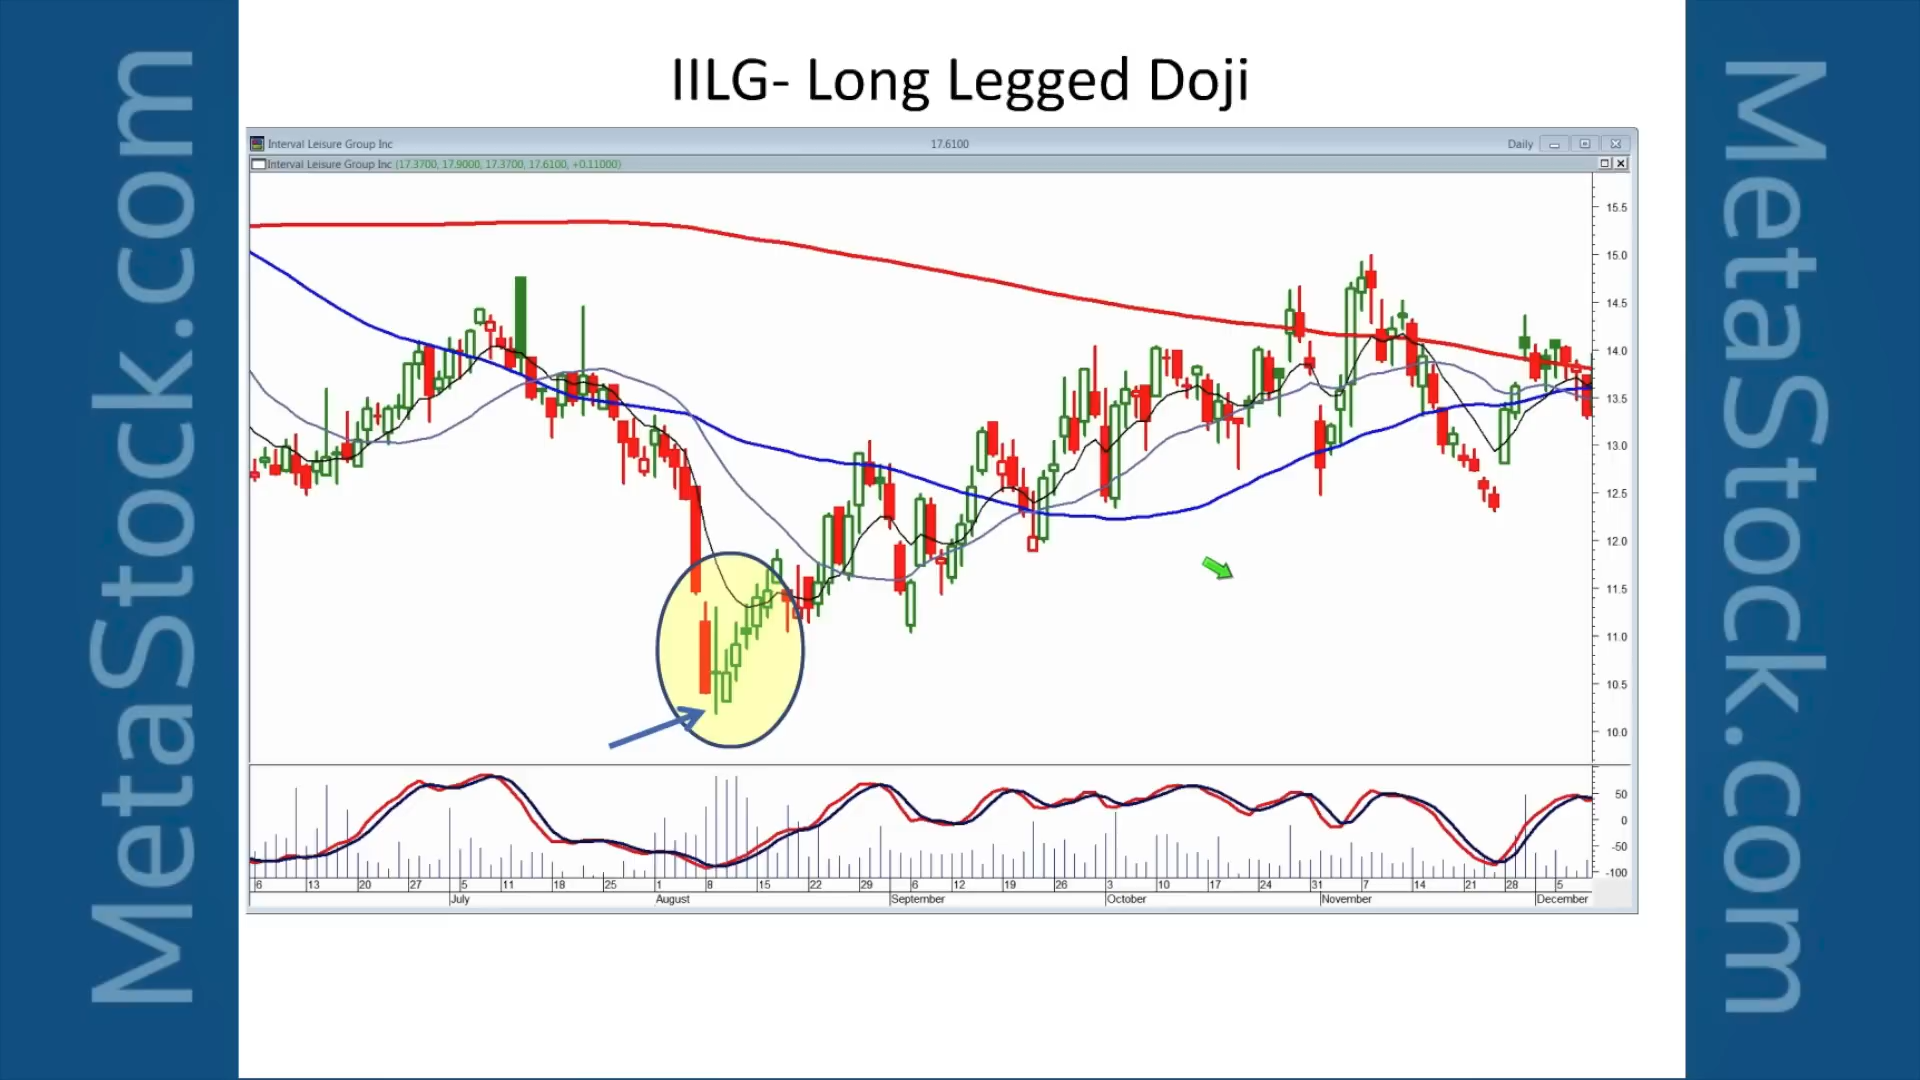 IILG- Long Legged Doji
MetaStock.com
MetaStock.com
Interval Leisure Group Inc 17.6100 Daily
Interval Leisure Group Inc (17.3700, 17.9000, 17.3700, 17.6100, +0.11000)
15.5
15.0
14.5
14.0
13.5
13.0
12.5
12.0
11.5
11.0
10.5
10.0
50
0
-50
-100
6 13 20 27 5 11 18 25 1 8 15 22 29 6 12 19 26 3 10 17 24 31 7 14 21 28 5
July August September October November December